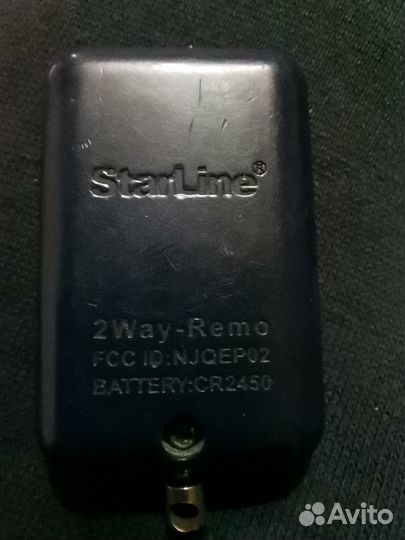 StarLine®
2Way-Remo
FCC ID:NJQEP02
BATTERY:CR2450
Avito